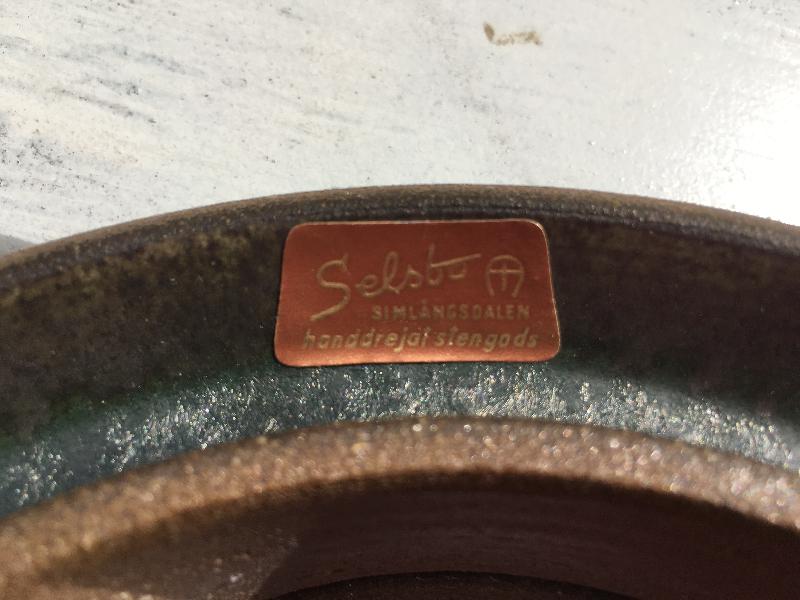 Selsbo
SIMLÅNGSDALEN
handdrejat stengods